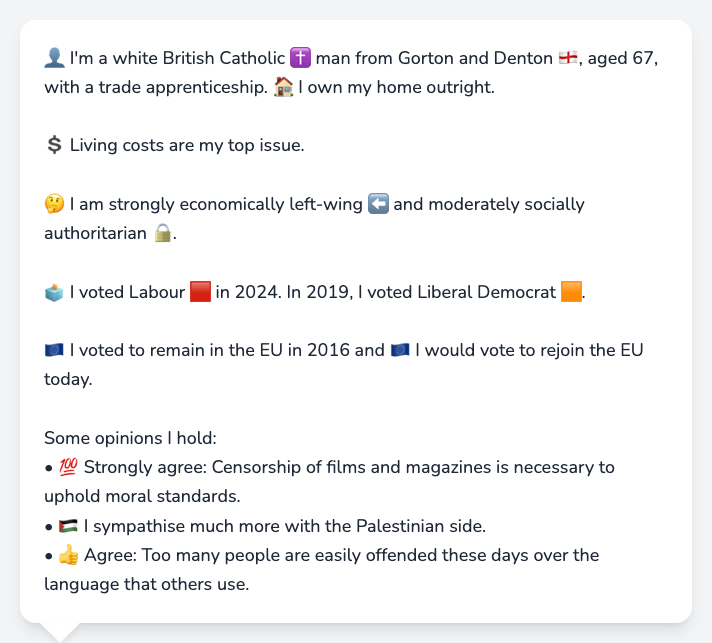 👤 I'm a white British Catholic ✝️ man from Gorton and Denton 🏴󠁧󠁢󠁥󠁮󠁧󠁿, aged 67,
with a trade apprenticeship. 🏠 I own my home outright.
💲 Living costs are my top issue.
🤔 I am strongly economically left-wing ⬅️ and moderately socially
authoritarian 🔒.
🗳️ I voted Labour 🟥 in 2024. In 2019, I voted Liberal Democrat 🟧.
🇪🇺 I voted to remain in the EU in 2016 and 🇪🇺 I would vote to rejoin the EU
today.
Some opinions I hold:
• 💯 Strongly agree: Censorship of films and magazines is necessary to
uphold moral standards.
• 🇵🇸 I sympathise much more with the Palestinian side.
• 👍 Agree: Too many people are easily offended these days over the
language that others use.